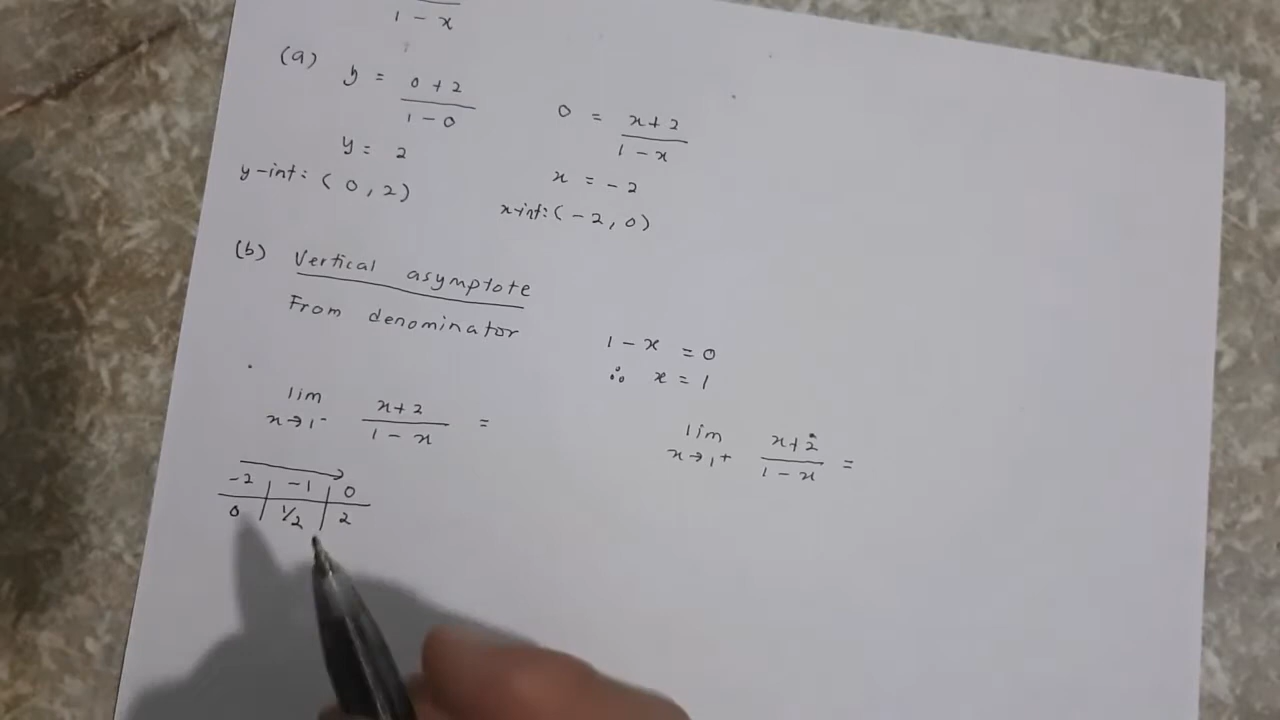 1 - x
(a) y = 0 + 2 / 1 - 0
y = 2
y-int: (0, 2)
0 = x+2 / 1 - x
x = -2
x-int: (-2, 0)
(b) Vertical asymptote
From denominator
1 - x = 0
∴ x = 1
lim x→1⁻ x+2 / 1 - x =
-2 | -1 | 0
0 | 1/2 | 2
lim x→1⁺ x+2 / 1 - x =